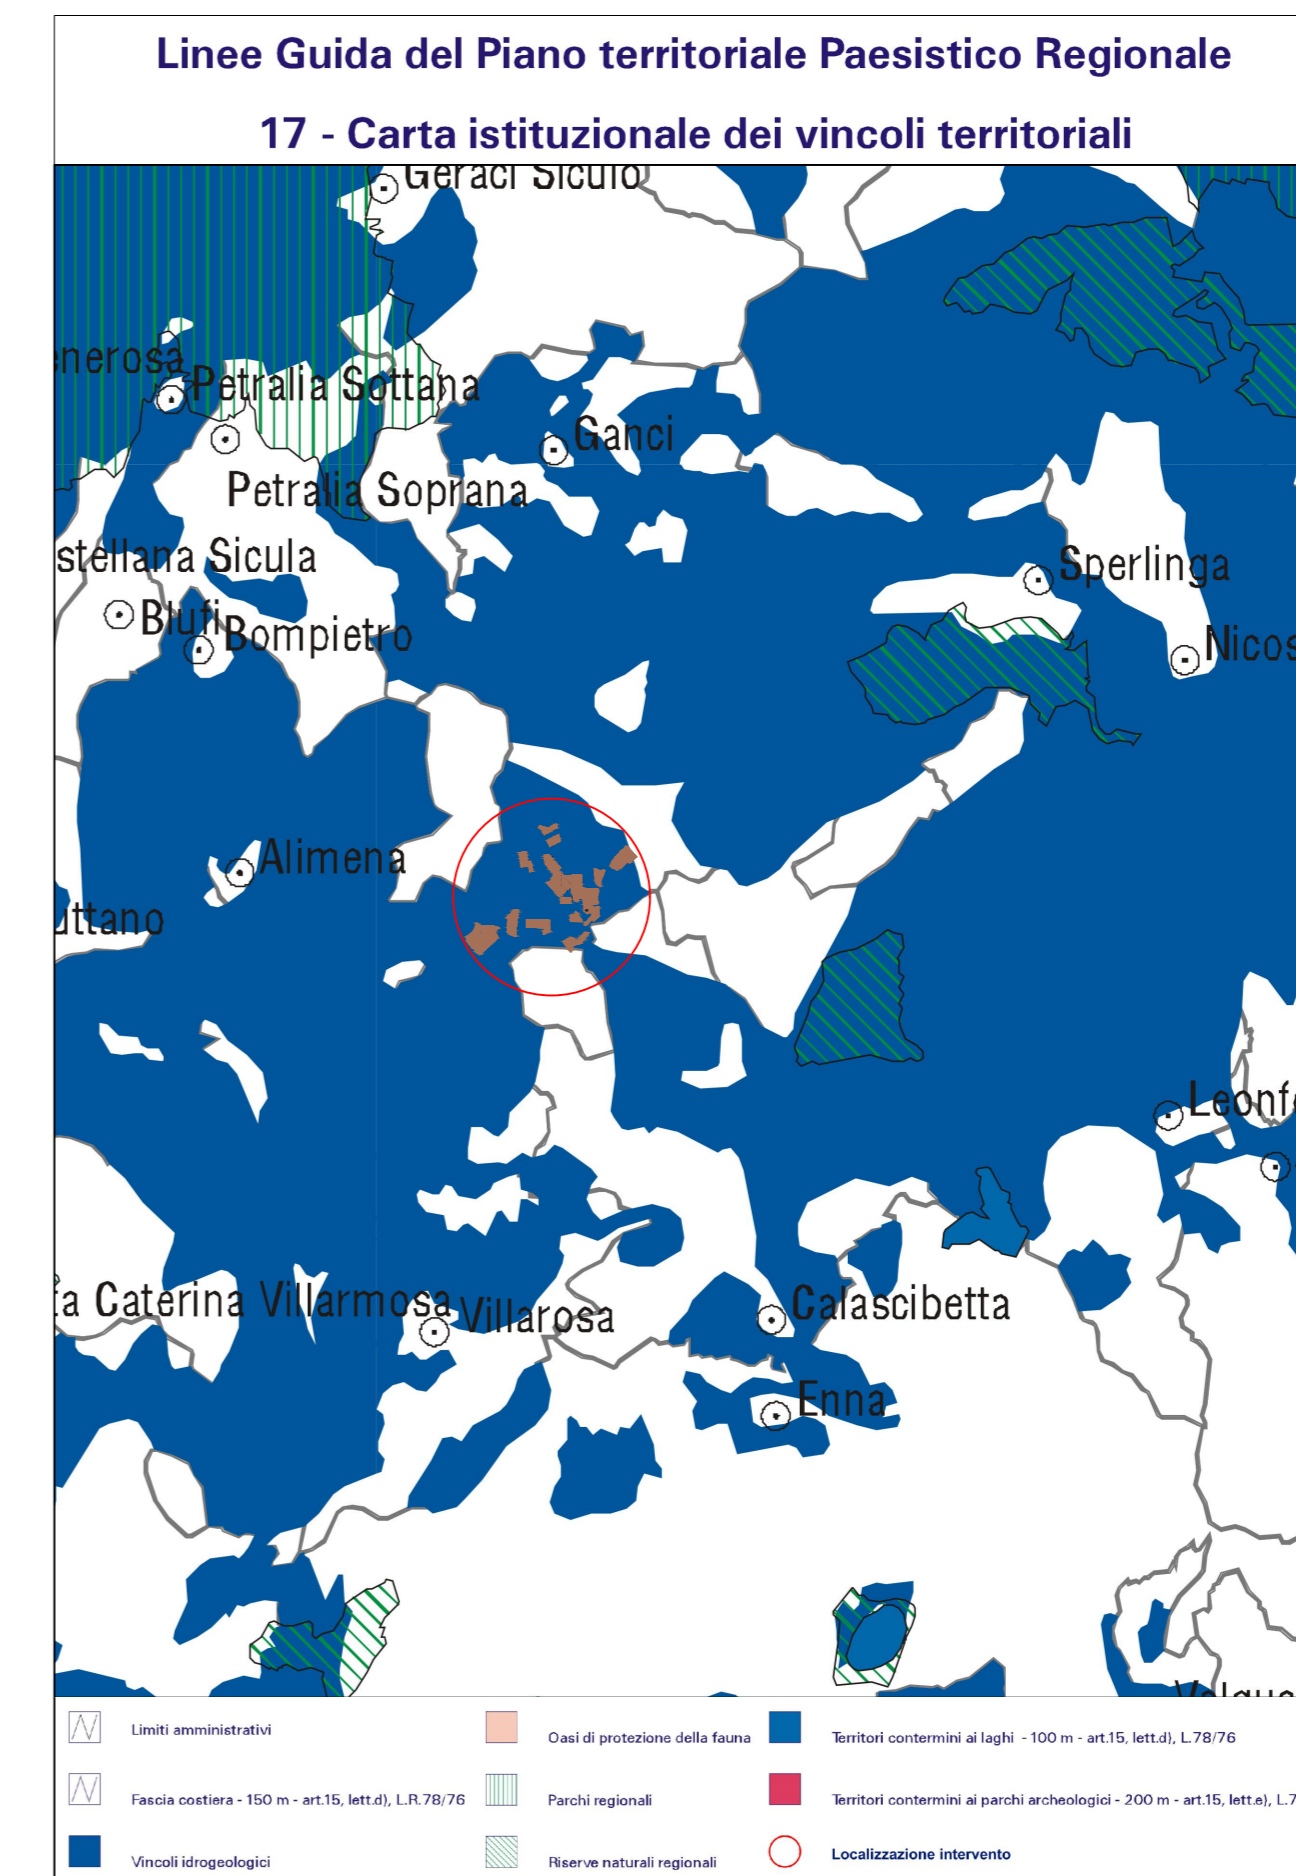 Linee Guida del Piano territoriale Paesistico Regionale
17 - Carta istituzionale dei vincoli territoriali
Geraci Siculo
enerosa
Petralia Sottana
Ganci
Petralia Soprana
stellana Sicula
Sperlinga
Blufi
Bompietro
Nicos
Alimena
uttano
Leonf
ta Caterina Villarmosa
Villarosa
Calascibetta
Enna
Limiti amministrativi
Oasi di protezione della fauna
Territori contermini ai laghi - 100 m - art.15, lett.d), L.78/76
Fascia costiera - 150 m - art.15, lett.d), L.R.78/76
Parchi regionali
Territori contermini ai parchi archeologici - 200 m - art.15, lett.e), L.7
Vincoli idrogeologici
Riserve naturali regionali
Localizzazione intervento